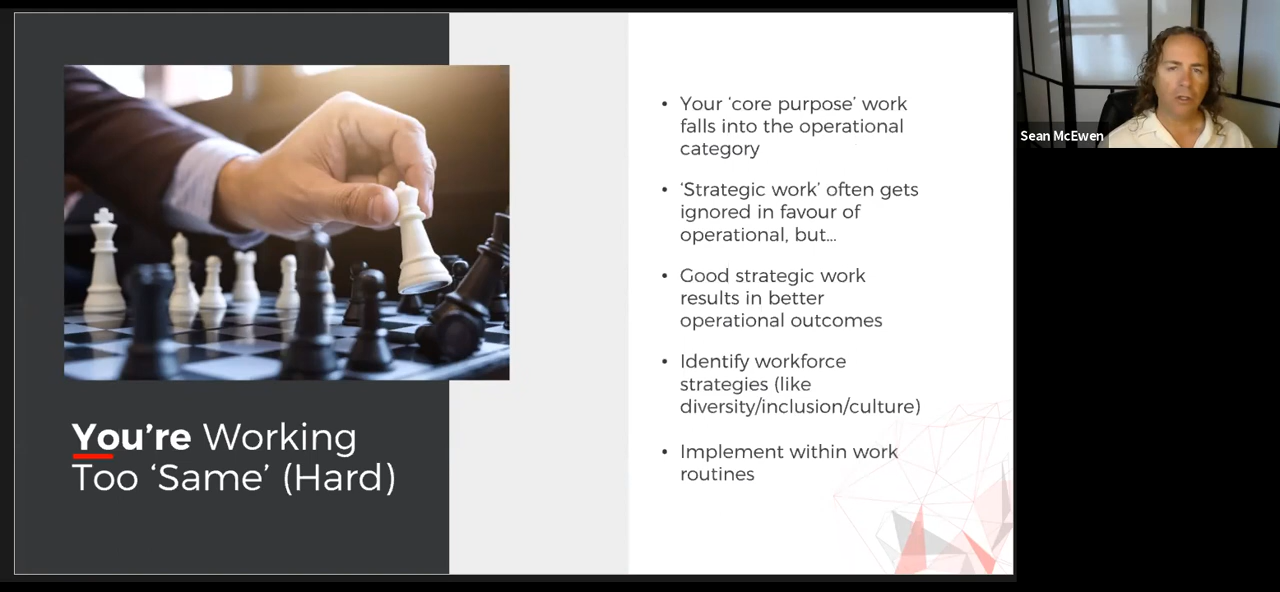 You're Working
Too ‘Same’ (Hard)
• Your ‘core purpose’ work
falls into the operational
category
• ‘Strategic work’ often gets
ignored in favour of
operational, but...
• Good strategic work
results in better
operational outcomes
• Identify workforce
strategies (like
diversity/inclusion/culture)
• Implement within work
routines
Sean McEwen